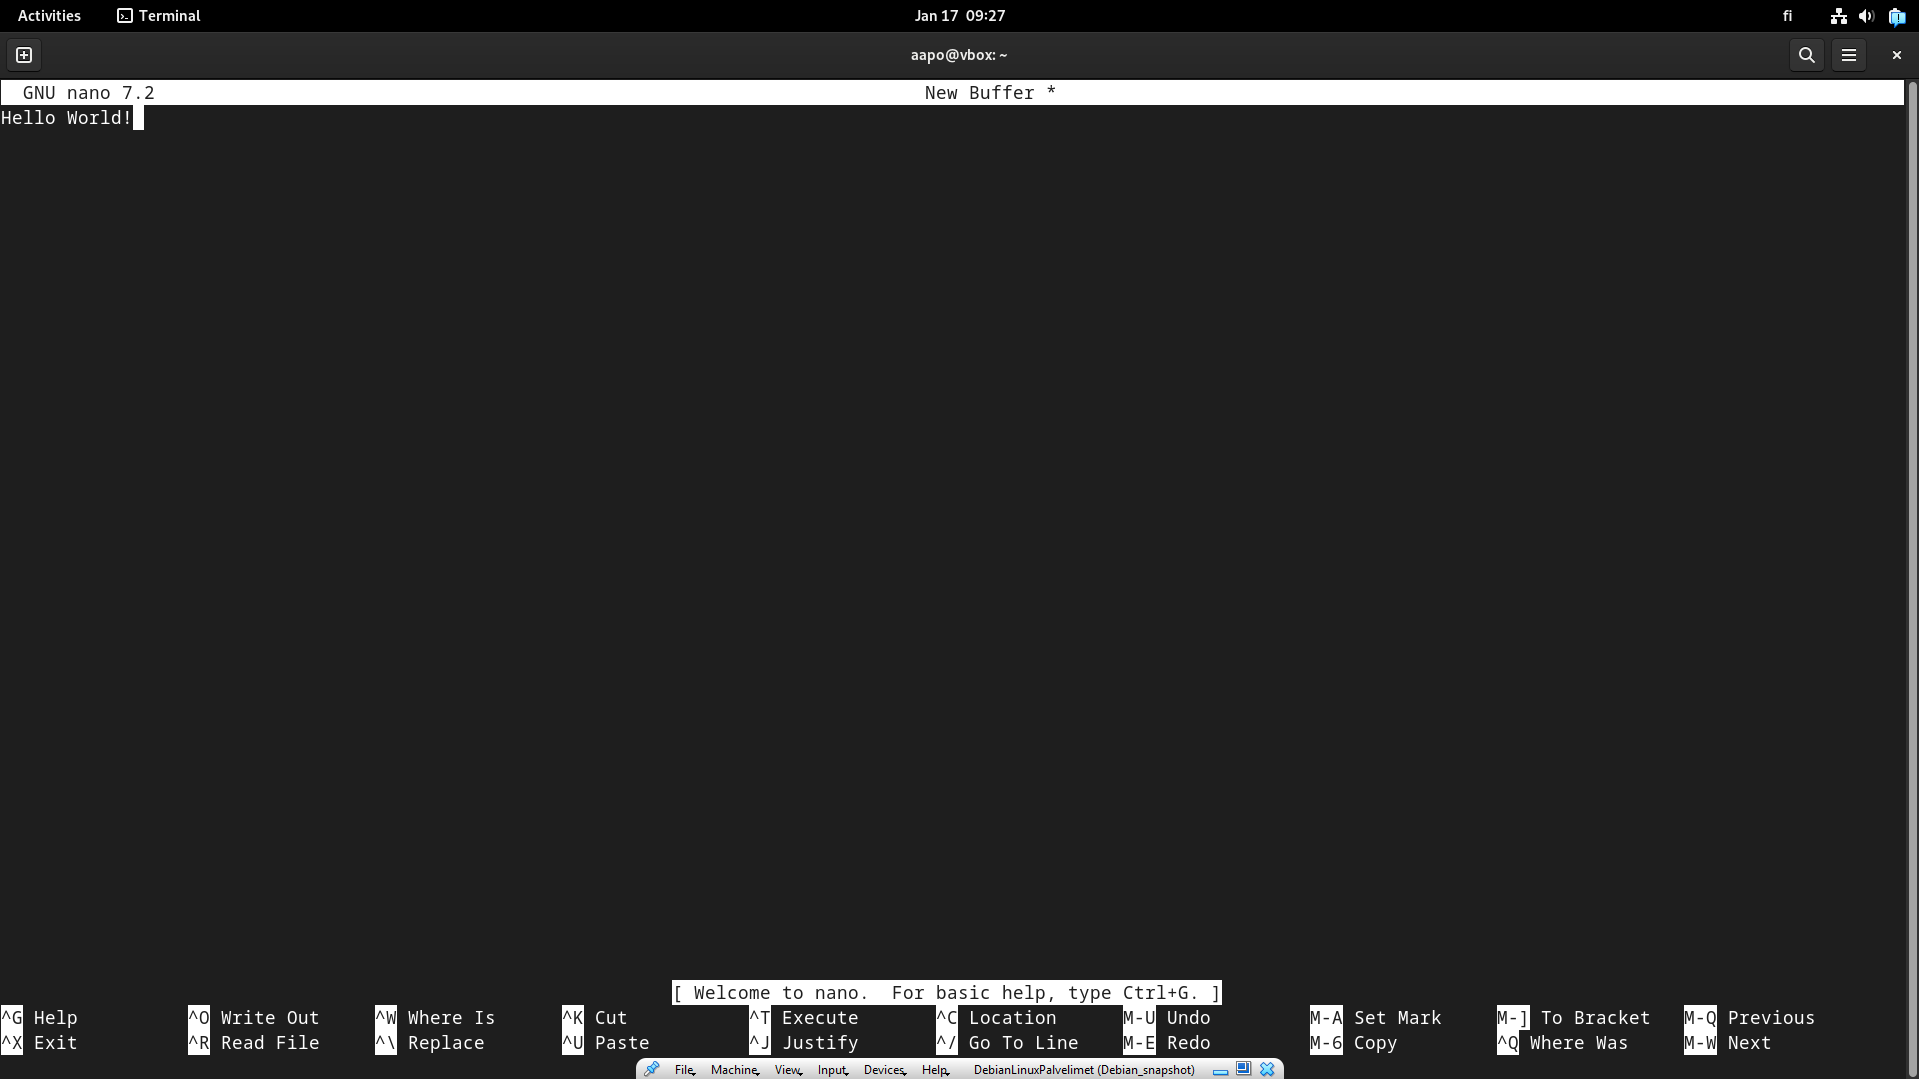 Activities Terminal Jan 17 09:27 fi
aapo@vbox: ~
GNU nano 7.2 New Buffer *
Hello World!
[ Welcome to nano.  For basic help, type Ctrl+G. ]
^G Help ^O Write Out ^W Where Is ^K Cut ^T Execute ^C Location M-U Undo M-A Set Mark M-] To Bracket M-Q Previous
^X Exit ^R Read File ^\ Replace ^U Paste ^J Justify ^/ Go To Line M-E Redo M-6 Copy ^Q Where Was M-W Next
File Machine View Input Devices Help DebianLinuxPalvelimet (Debian_snapshot)